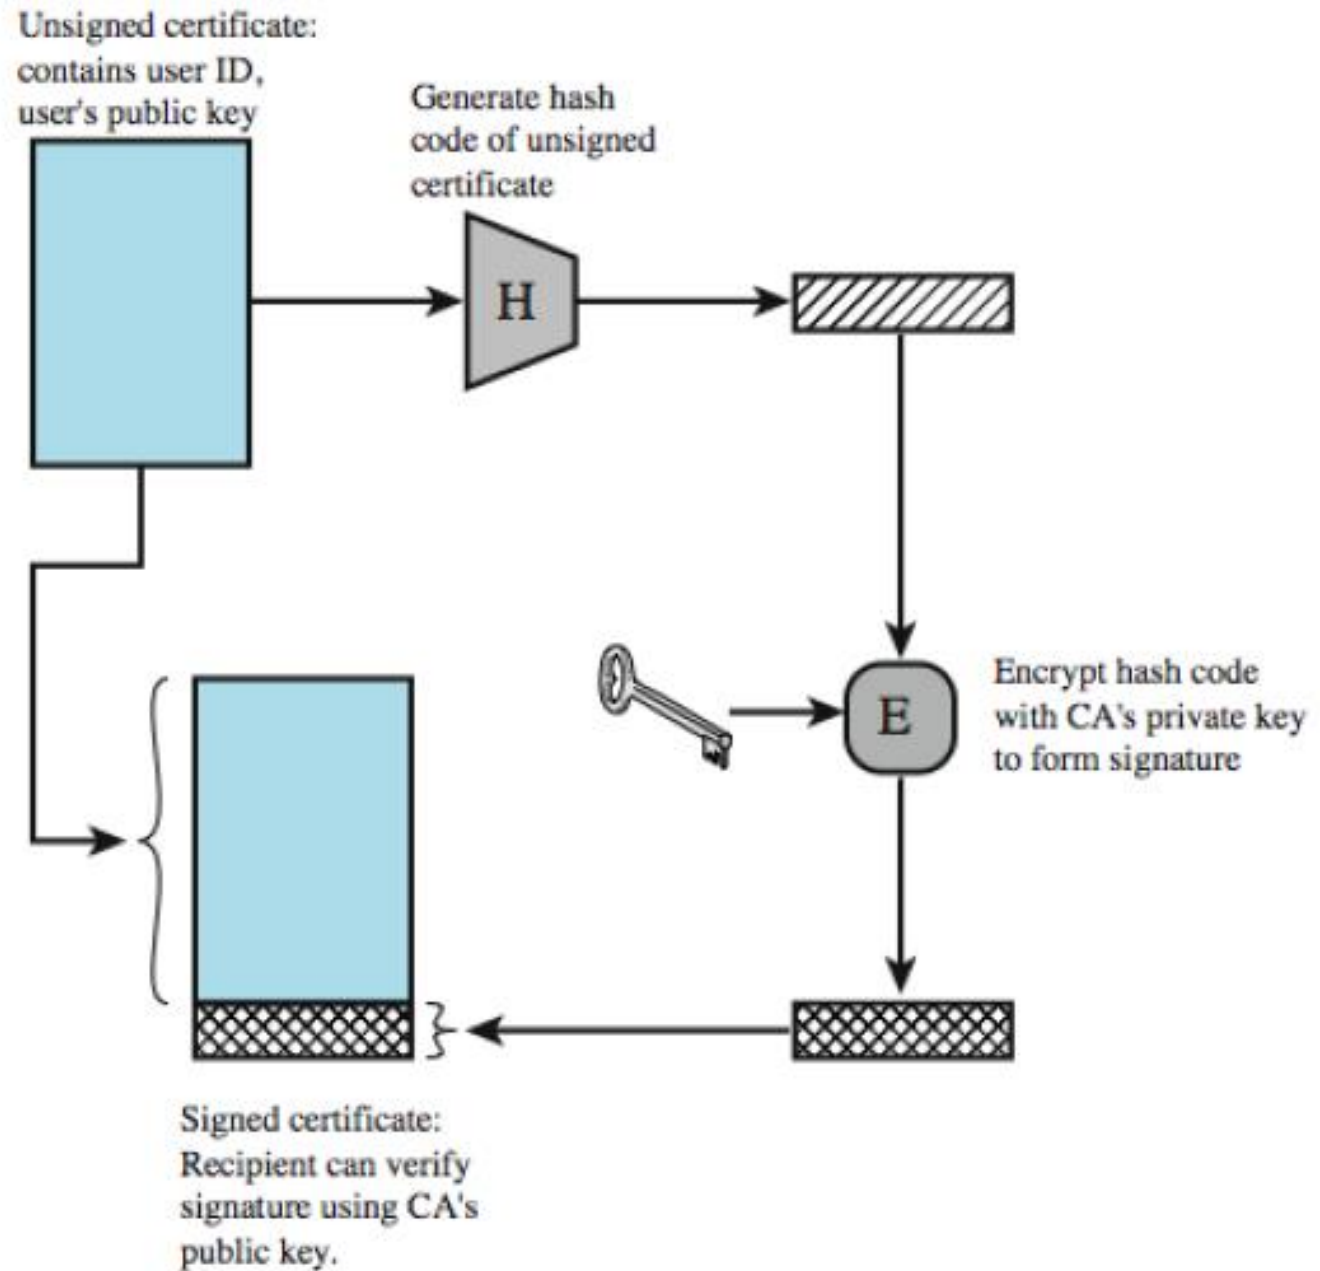 Unsigned certificate:
contains user ID,
user's public key
Generate hash
code of unsigned
certificate
H
E
Encrypt hash code
with CA's private key
to form signature
Signed certificate:
Recipient can verify
signature using CA's
public key.